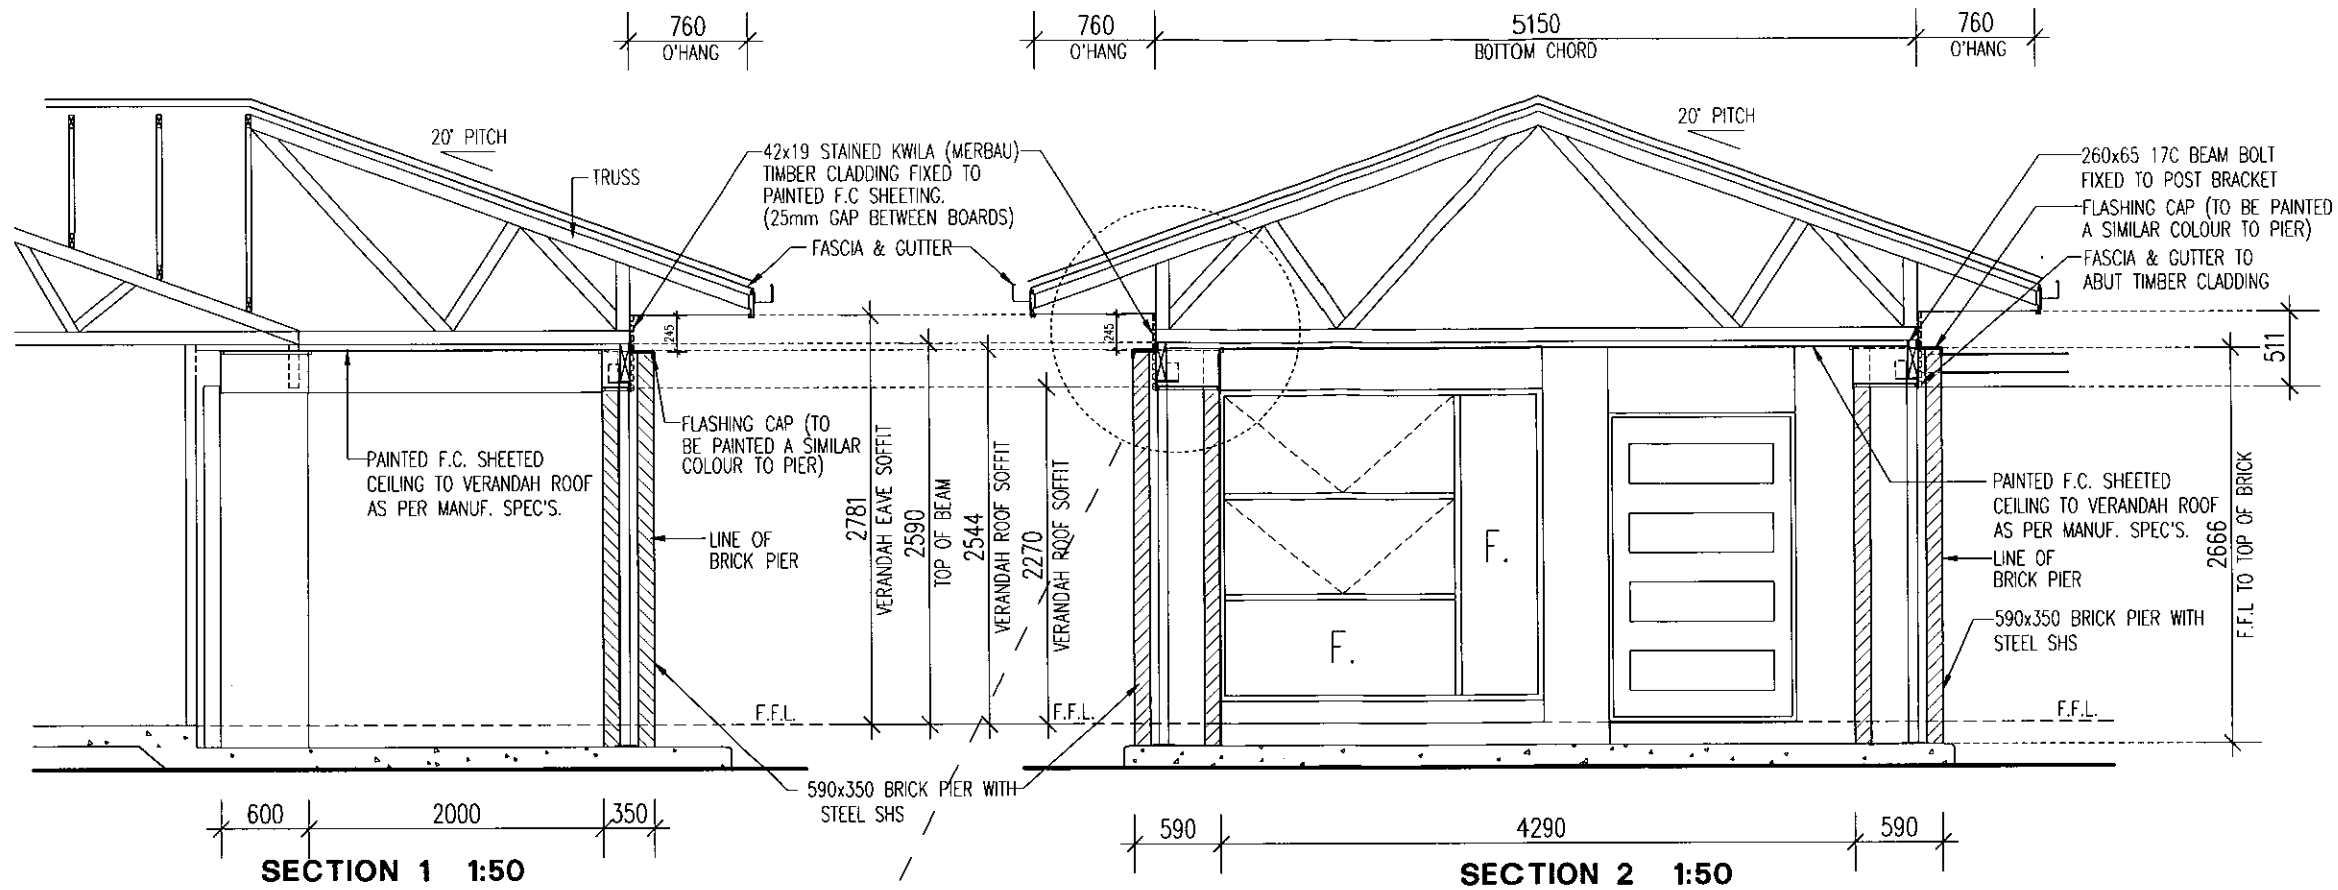 760
O'HANG
760
O'HANG
5150
BOTTOM CHORD
760
O'HANG
20° PITCH
TRUSS
42x19 STAINED KWILA (MERBAU)
TIMBER CLADDING FIXED TO
PAINTED F.C SHEETING.
(25mm GAP BETWEEN BOARDS)
FASCIA & GUTTER
20° PITCH
260x65 17C BEAM BOLT
FIXED TO POST BRACKET
FLASHING CAP (TO BE PAINTED
A SIMILAR COLOUR TO PIER)
FASCIA & GUTTER TO
ABUT TIMBER CLADDING
245
245
511
FLASHING CAP (TO
BE PAINTED A SIMILAR
COLOUR TO PIER)
PAINTED F.C. SHEETED
CEILING TO VERANDAH ROOF
AS PER MANUF. SPEC'S.
LINE OF
BRICK PIER
2781
VERANDAH EAVE SOFFIT
2590
TOP OF BEAM
2544
VERANDAH ROOF SOFFIT
2270
VERANDAH ROOF SOFFIT
F.
F.
PAINTED F.C. SHEETED
CEILING TO VERANDAH ROOF
AS PER MANUF. SPEC'S.
LINE OF
BRICK PIER
590x350 BRICK PIER WITH
STEEL SHS
2666
F.F.L TO TOP OF BRICK
F.F.L.
F.F.L.
F.F.L.
590x350 BRICK PIER WITH
STEEL SHS
600
2000
350
590
4290
590
SECTION 1 1:50
SECTION 2 1:50